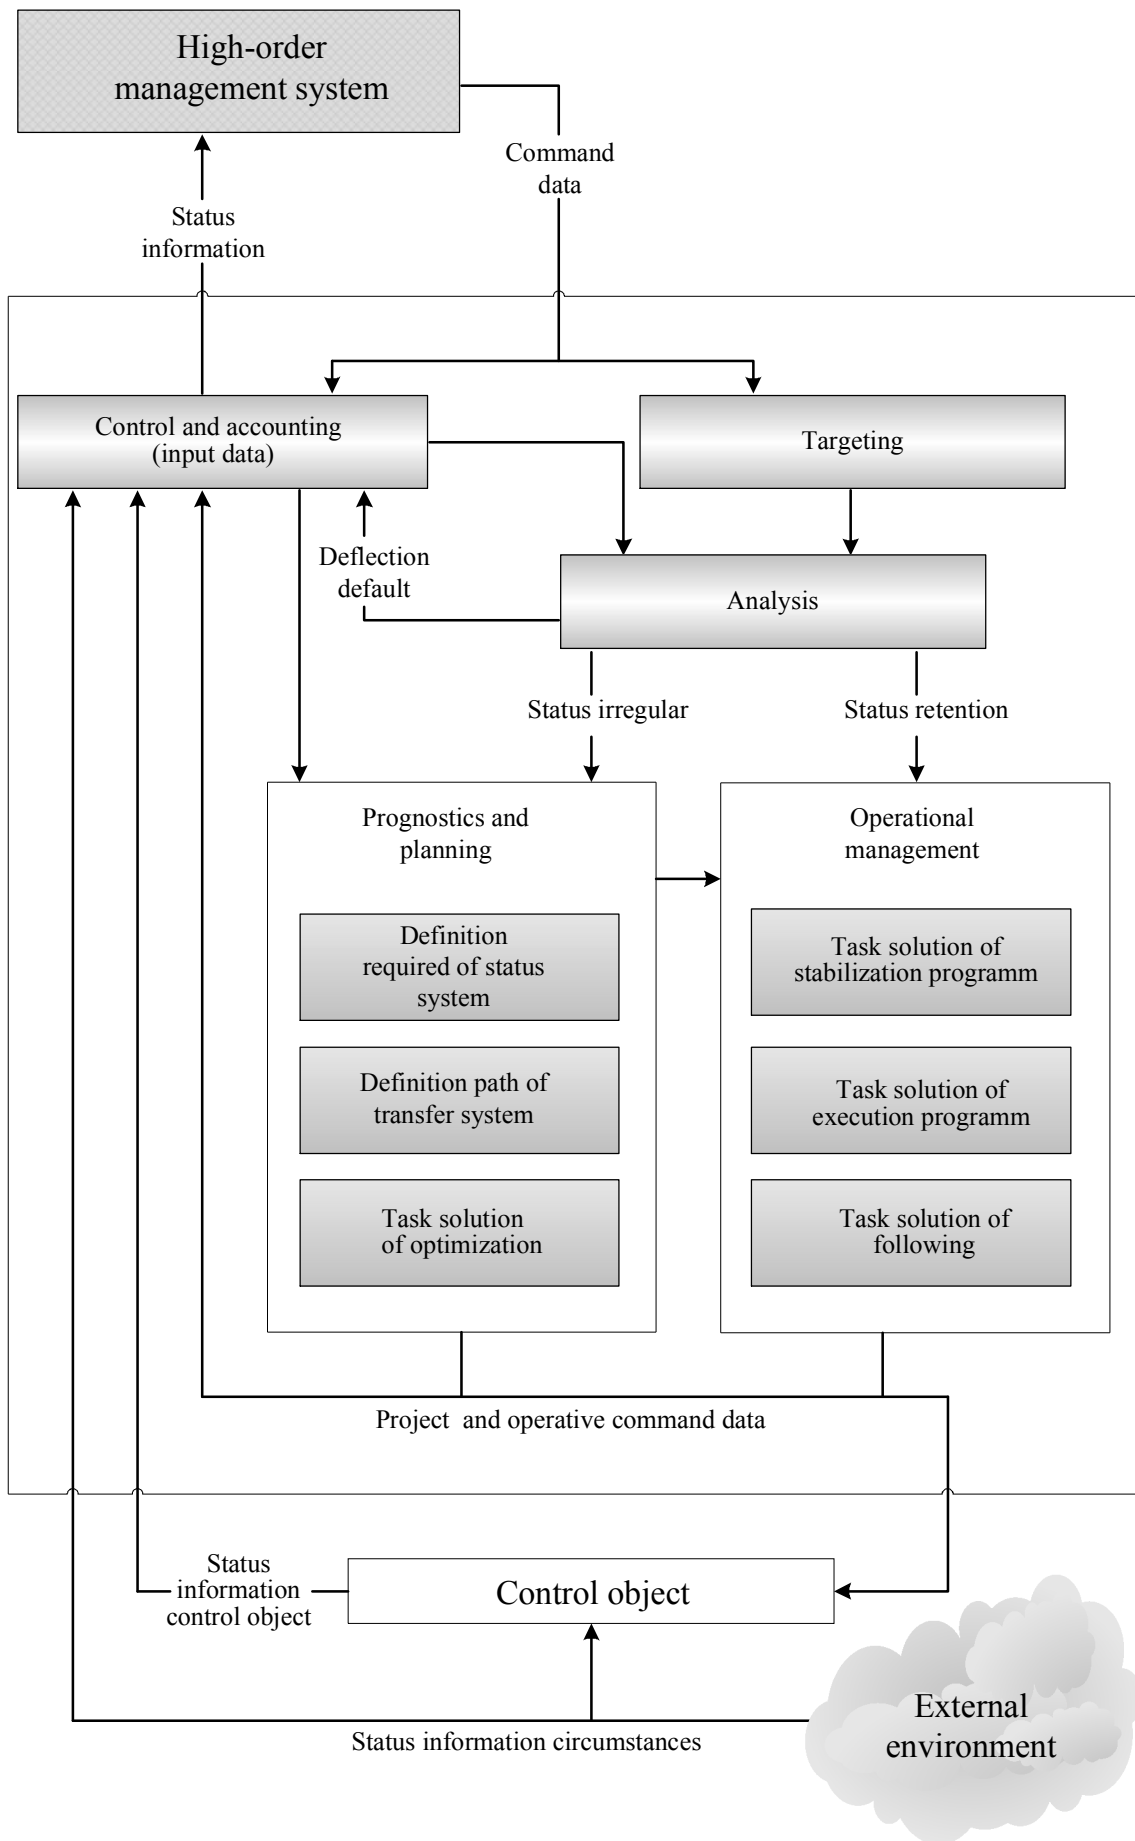 High-order
management system
Command
data
Status
information
Control and accounting
(input data)
Targeting
Deflection
default
Analysis
Status irregular
Status retention
Prognostics and
planning
Operational
management
Definition
required of status
system
Task solution of
stabilization programm
Definition path of
transfer system
Task solution of
execution programm
Task solution
of optimization
Task solution of
following
Project and operative command data
Status
information
control object
Control object
External
environment
Status information circumstances